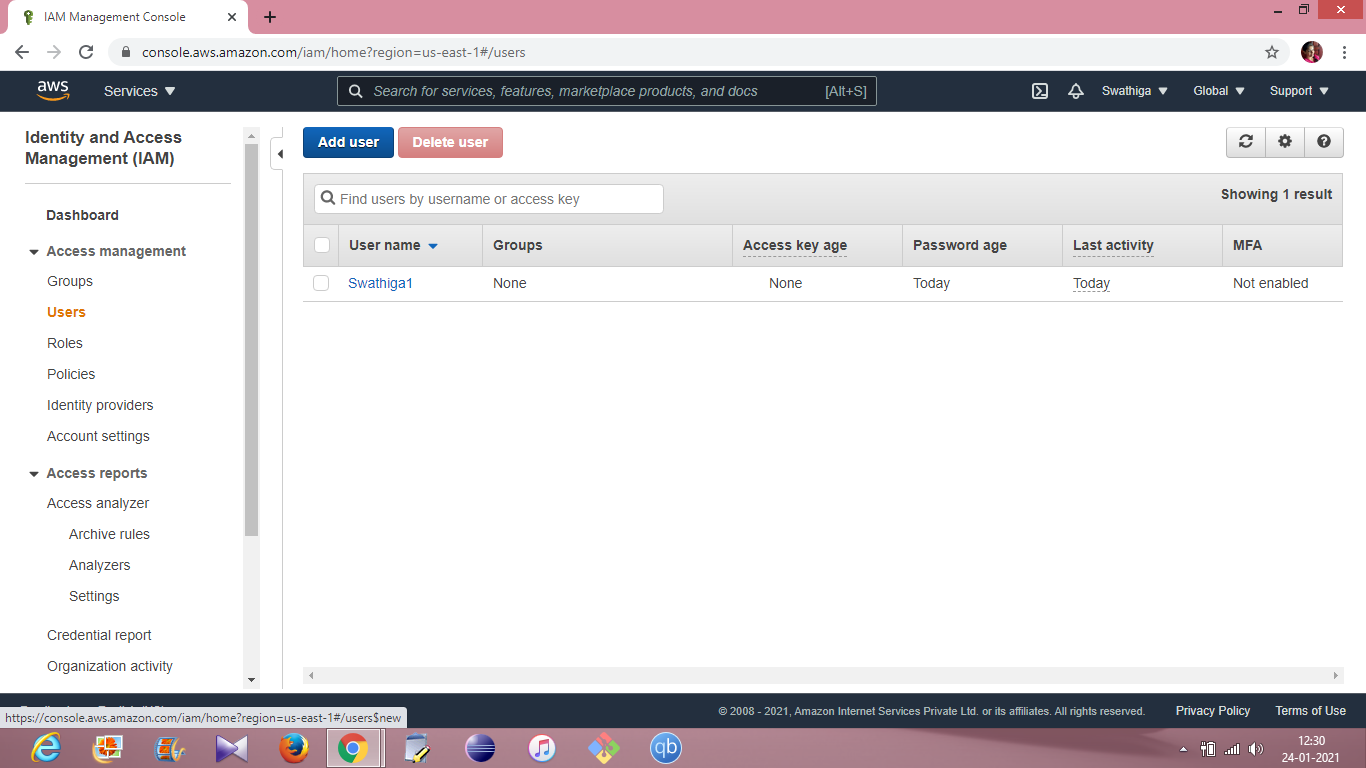 IAM Management Console
console.aws.amazon.com/iam/home?region=us-east-1#/users
aws
Services
Search for services, features, marketplace products, and docs [Alt+S]
Swathiga
Global
Support
Identity and Access
Management (IAM)
Dashboard
Access management
Groups
Users
Roles
Policies
Identity providers
Account settings
Access reports
Access analyzer
Archive rules
Analyzers
Settings
Credential report
Organization activity
Add user
Delete user
Find users by username or access key
Showing 1 result
User name Groups Access key age Password age Last activity MFA
Swathiga1 None None Today Today Not enabled
https://console.aws.amazon.com/iam/home?region=us-east-1#/users$new
© 2008 - 2021, Amazon Internet Services Private Ltd. or its affiliates. All rights reserved.
Privacy Policy
Terms of Use
qb
12:30
24-01-2021